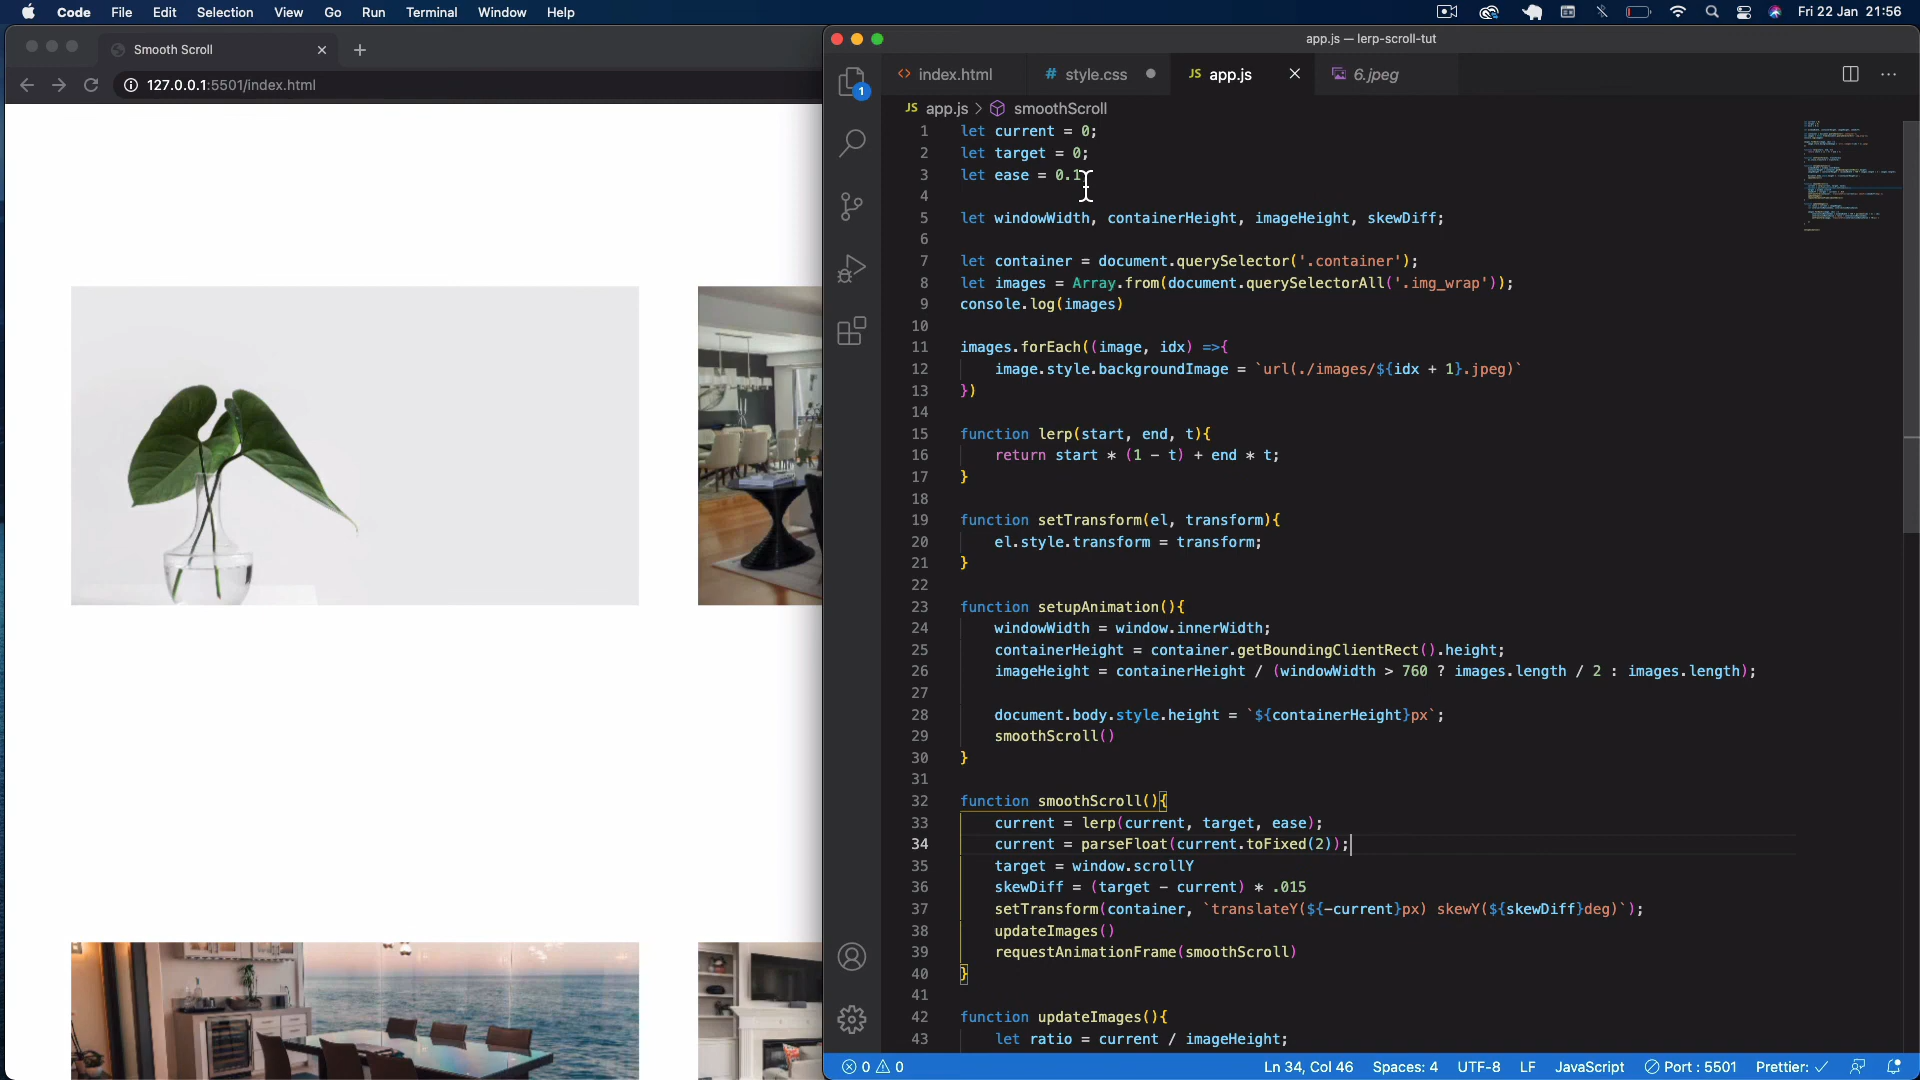 Code File Edit Selection View Go Run Terminal Window Help Fri 22 Jan 21:56
Smooth Scroll
127.0.0.1:5501/index.html
app.js — lerp-scroll-tut
index.html
# style.css
JS app.js
6.jpeg
JS app.js > smoothScroll
1
1 let current = 0;
2 let target = 0;
3 let ease = 0.1
4
5 let windowWidth, containerHeight, imageHeight, skewDiff;
6
7 let container = document.querySelector('.container');
8 let images = Array.from(document.querySelectorAll('.img_wrap'));
9 console.log(images)
10
11 images.forEach((image, idx) =>{
12 image.style.backgroundImage = `url(./images/${idx + 1}.jpeg)`
13 })
14
15 function lerp(start, end, t){
16 return start * (1 - t) + end * t;
17 }
18
19 function setTransform(el, transform){
20 el.style.transform = transform;
21 }
22
23 function setupAnimation(){
24 windowWidth = window.innerWidth;
25 containerHeight = container.getBoundingClientRect().height;
26 imageHeight = containerHeight / (windowWidth > 760 ? images.length / 2 : images.length);
27
28 document.body.style.height = `${containerHeight}px`;
29 smoothScroll()
30 }
31
32 function smoothScroll(){
33 current = lerp(current, target, ease);
34 current = parseFloat(current.toFixed(2));
35 target = window.scrollY
36 skewDiff = (target - current) * .015
37 setTransform(container, `translateY(${-current}px) skewY(${skewDiff}deg)`);
38 updateImages()
39 requestAnimationFrame(smoothScroll)
40 }
41
42 function updateImages(){
43 let ratio = current / imageHeight;
0 0 Ln 34, Col 46 Spaces: 4 UTF-8 LF JavaScript Port : 5501 Prettier: ✓